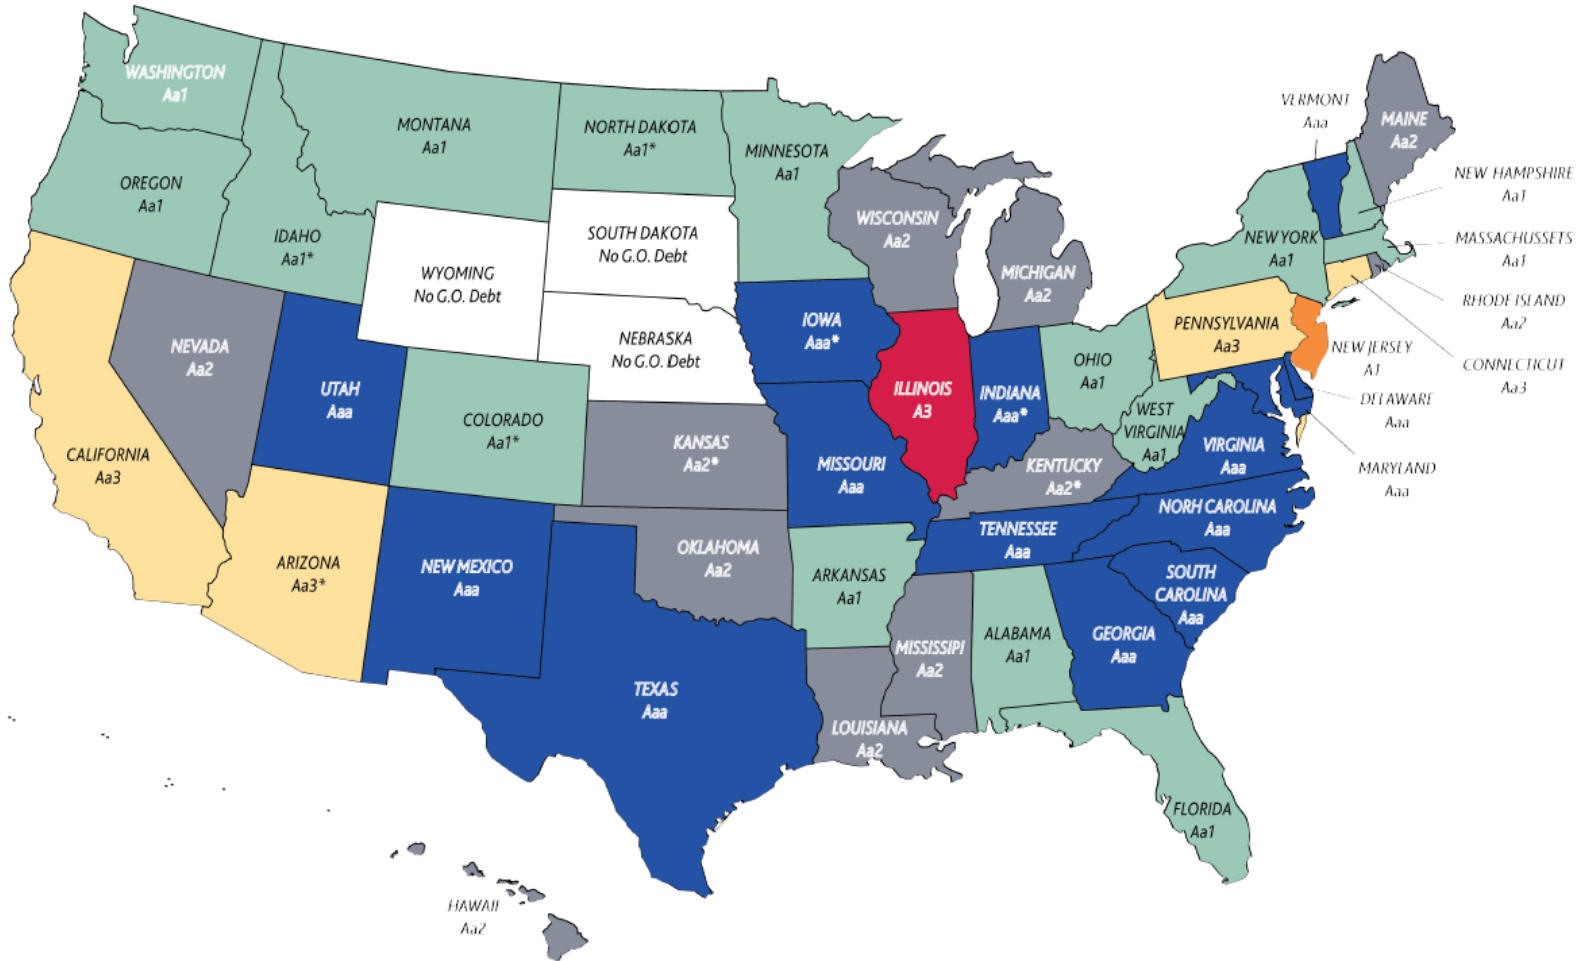 WASHINGTON
Aa1
OREGON
Aa1
CALIFORNIA
Aa3
NEVADA
Aa2
IDAHO
Aa1*
MONTANA
Aa1
WYOMING
No G.O. Debt
UTAH
Aaa
ARIZONA
Aa3*
COLORADO
Aa1*
NEW MEXICO
Aaa
NORTH DAKOTA
Aa1*
SOUTH DAKOTA
No G.O. Debt
NEBRASKA
No G.O. Debt
KANSAS
Aa2*
OKLAHOMA
Aa2
TEXAS
Aaa
MINNESOTA
Aa1
IOWA
Aaa*
MISSOURI
Aaa
ARKANSAS
Aa1
LOUISIANA
Aa2
WISCONSIN
Aa2
ILLINOIS
A3
MICHIGAN
Aa2
INDIANA
Aaa*
OHIO
Aa1
KENTUCKY
Aa2*
TENNESSEE
Aaa
MISSISSIPI
Aa2
ALABAMA
Aa1
GEORGIA
Aaa
FLORIDA
Aa1
SOUTH
CAROLINA
Aaa
NORH CAROLINA
Aaa
VIRGINIA
Aaa
WEST
VIRGINIA
Aa1
PENNSYLVANIA
Aa3
NEW YORK
Aa1
VERMONT
Aaa
MAINE
Aa2
NEW HAMPSHIRE
Aa1
MASSACHUSSETS
Aa1
RHODE ISLAND
Aa2
CONNECTICUT
Aa3
NEW JERSEY
A1
DELAWARE
Aaa
MARYLAND
Aaa
HAWAII
Aa2